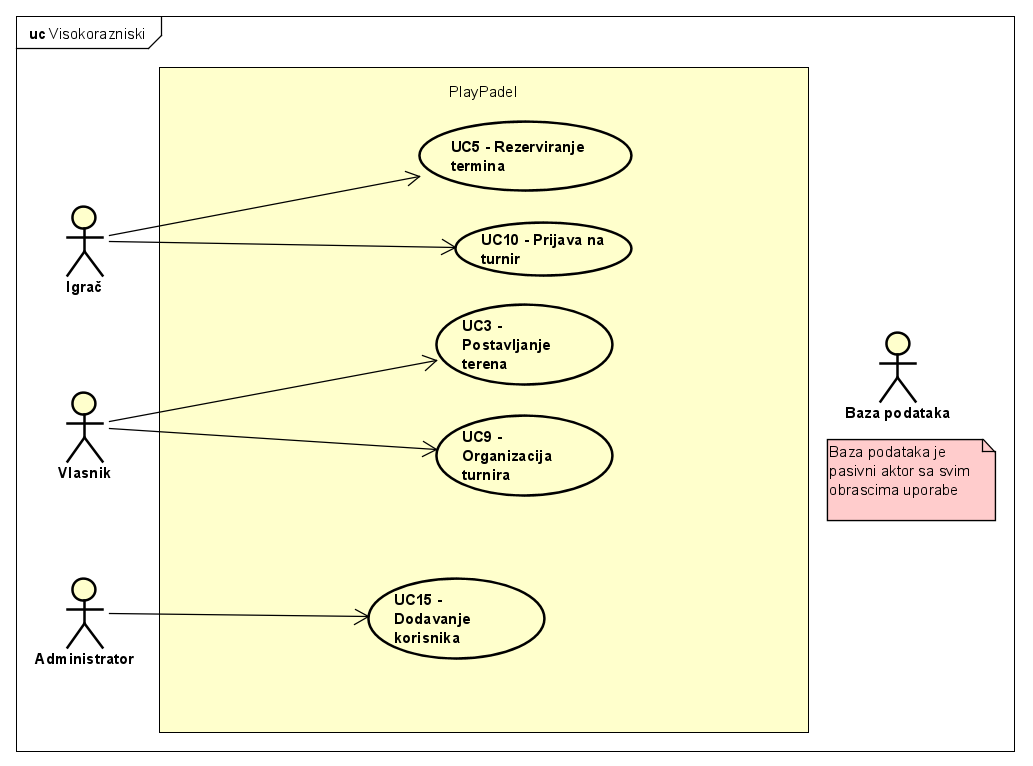 uc Visokorazniski
PlayPadel
UC5 - Rezerviranje
termina
UC10 - Prijava na
turnir
Igrač
UC3 -
Postavljanje
terena
Baza podataka
UC9 -
Organizacija
turnira
Vlasnik
Baza podataka je
pasivni aktor sa svim
obrascima uporabe
UC15 -
Dodavanje
korisnika
Administrator